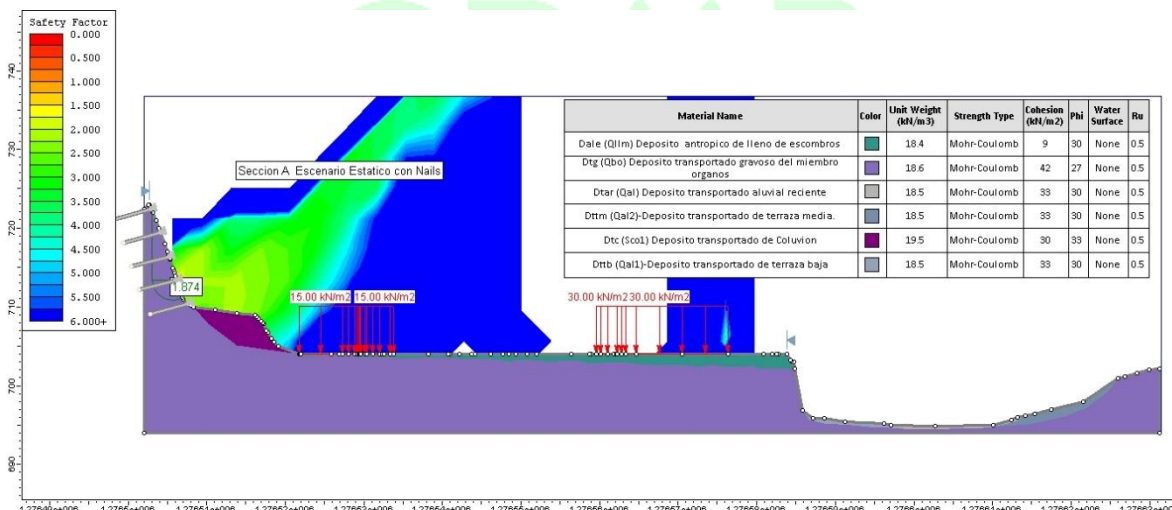 Safety Factor
0.000
0.500
1.000
1.500
2.000
2.500
3.000
3.500
4.000
4.500
5.000
5.500
6.000+
740
730
720
710
700
690
Seccion A Escenario Estatico con Nails
1.874
15.00 kN/m2 15.00 kN/m2
30.00 kN/m2 30.00 kN/m2
Material Name Color Unit Weight (kN/m3) Strength Type Cohesion (kN/m2) Phi Water Surface Ru
Dale (Qllm) Deposito antropico de lleno de escombros 18.4 Mohr-Coulomb 9 30 None 0.5
Dtg (Qbo) Deposito transportado gravoso del miembro organos 18.6 Mohr-Coulomb 42 27 None 0.5
Dtar (Qal) Deposito transportado aluvial reciente 18.5 Mohr-Coulomb 33 30 None 0.5
Dttm (Qal2)-Deposito transportado de terraza media. 18.5 Mohr-Coulomb 33 30 None 0.5
Dtc (Sco1) Deposito transportado de Coluvion 19.5 Mohr-Coulomb 30 33 None 0.5
Dttb (Qal1)-Deposito transportado de terraza baja 18.5 Mohr-Coulomb 33 30 None 0.5